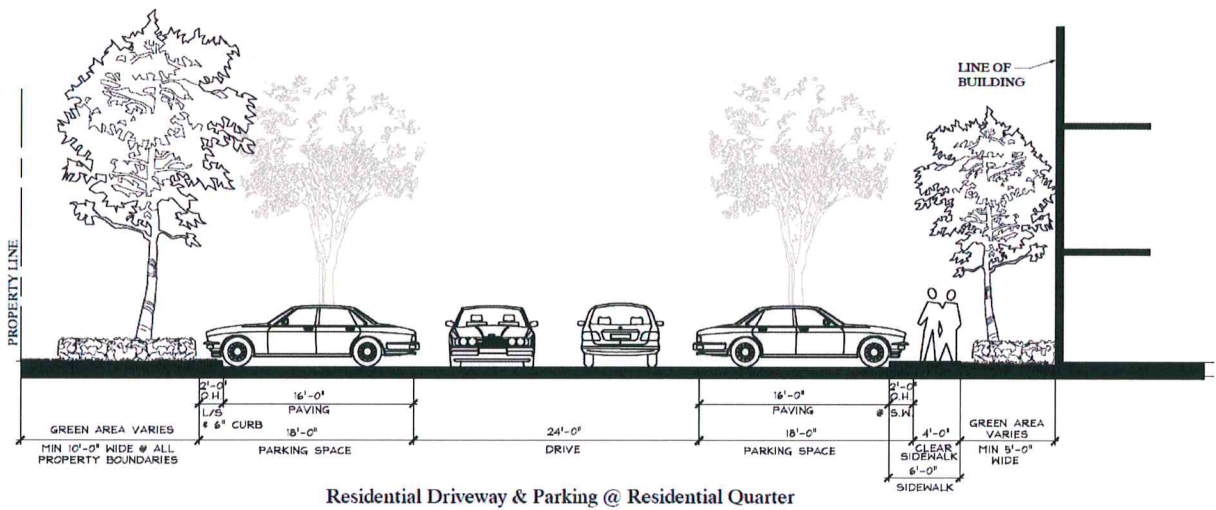 LINE OF
BUILDING
PROPERTY LINE
2'-0"
O.H.
16'-0"
PAVING
16'-0"
PAVING
2'-0"
O.H.
@ S.W.
L/S
¢ 6" CURB
GREEN AREA VARIES
MIN 10'-0" WIDE @ ALL
PROPERTY BOUNDARIES
18'-0"
PARKING SPACE
24'-0"
DRIVE
18'-0"
PARKING SPACE
4'-0"
CLEAR
SIDEWALK
6'-0"
SIDEWALK
GREEN AREA
VARIES
MIN 5'-0"
WIDE
Residential Driveway & Parking @ Residential Quarter